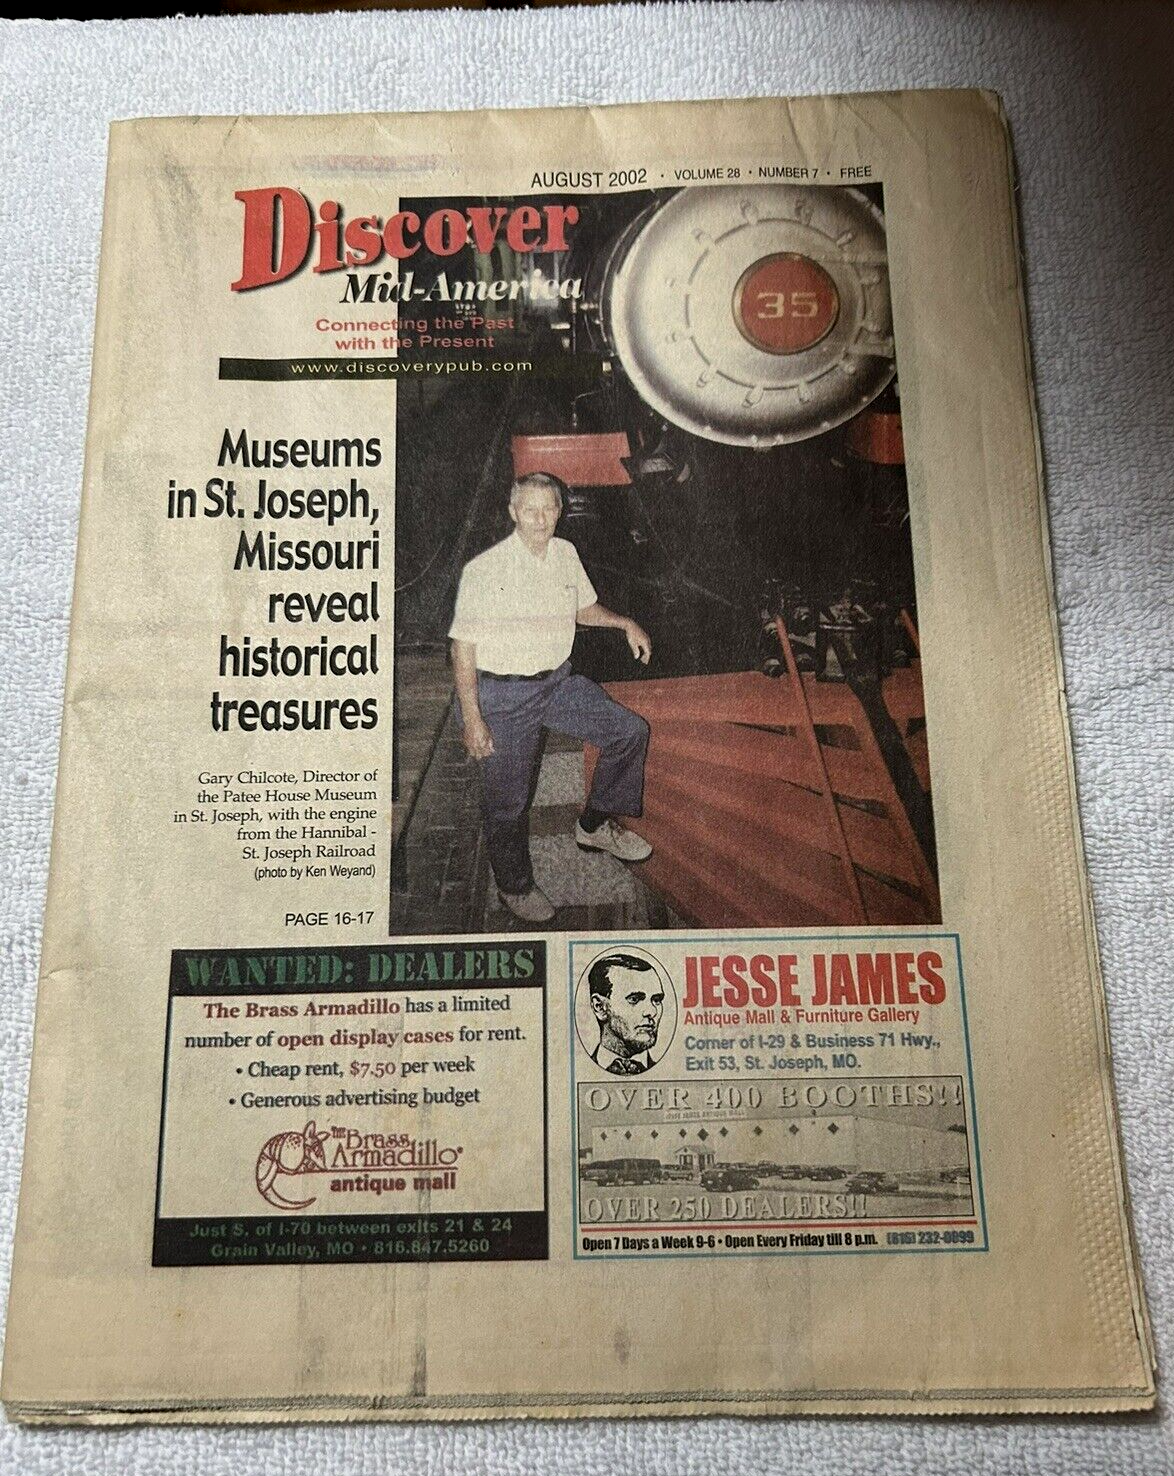 AUGUST 2002 • VOLUME 28 • NUMBER 7 • FREE
Discover
Mid-America
Connecting the Past
with the Present
www.discoverypub.com
35
Museums
in St. Joseph,
Missouri
reveal
historical
treasures
Gary Chilcote, Director of
the Patee House Museum
in St. Joseph, with the engine
from the Hannibal -
St. Joseph Railroad
(photo by Ken Weyand)
PAGE 16-17
WANTED: DEALERS
The Brass Armadillo has a limited
number of open display cases for rent.
• Cheap rent, $7.50 per week
• Generous advertising budget
THE Brass
Armadillo
antique mall
Just S. of I-70 between exits 21 & 24
Grain Valley, MO • 816.847.5260
JESSE JAMES
Antique Mall & Furniture Gallery
Corner of I-29 & Business 71 Hwy.,
Exit 53, St. Joseph, MO.
OVER 400 BOOTHS!!
JESSE JAMES ANTIQUE MALL
OVER 250 DEALERS!!
Open 7 Days a Week 9-6 • Open Every Friday till 8 p.m. (816) 232-0099